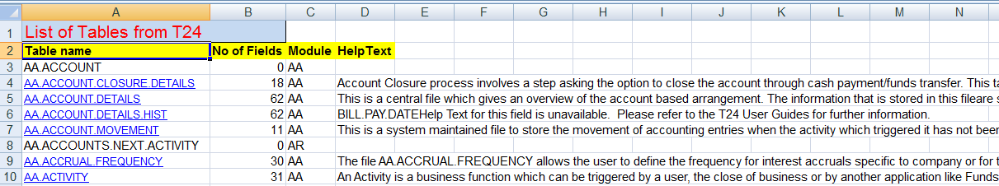 A B C D E F G H I J K L M N
1 List of Tables from T24
2 Table name No of Fields Module HelpText
3 AA.ACCOUNT 0 AA
4 AA.ACCOUNT.CLOSURE.DETAILS 18 AA Account Closure process involves a step asking the option to close the account through cash payment/funds transfer. This ta
5 AA.ACCOUNT.DETAILS 62 AA This is a central file which gives an overview of the account based arrangement. The information that is stored in this fileare s
6 AA.ACCOUNT.DETAILS.HIST 62 AA BILL.PAY.DATEHelp Text for this field is unavailable. Please refer to the T24 User Guides for further information.
7 AA.ACCOUNT.MOVEMENT 11 AA This is a system maintained file to store the movement of accounting entries when the activity which triggered it has not been
8 AA.ACCOUNTS.NEXT.ACTIVITY 0 AR
9 AA.ACCRUAL.FREQUENCY 30 AA The file AA.ACCRUAL.FREQUENCY allows the user to define the frequency for interest accruals specific to company or for t
10 AA.ACTIVITY 31 AA An Activity is a business function which can be triggered by a user, the close of business or by another application like Funds